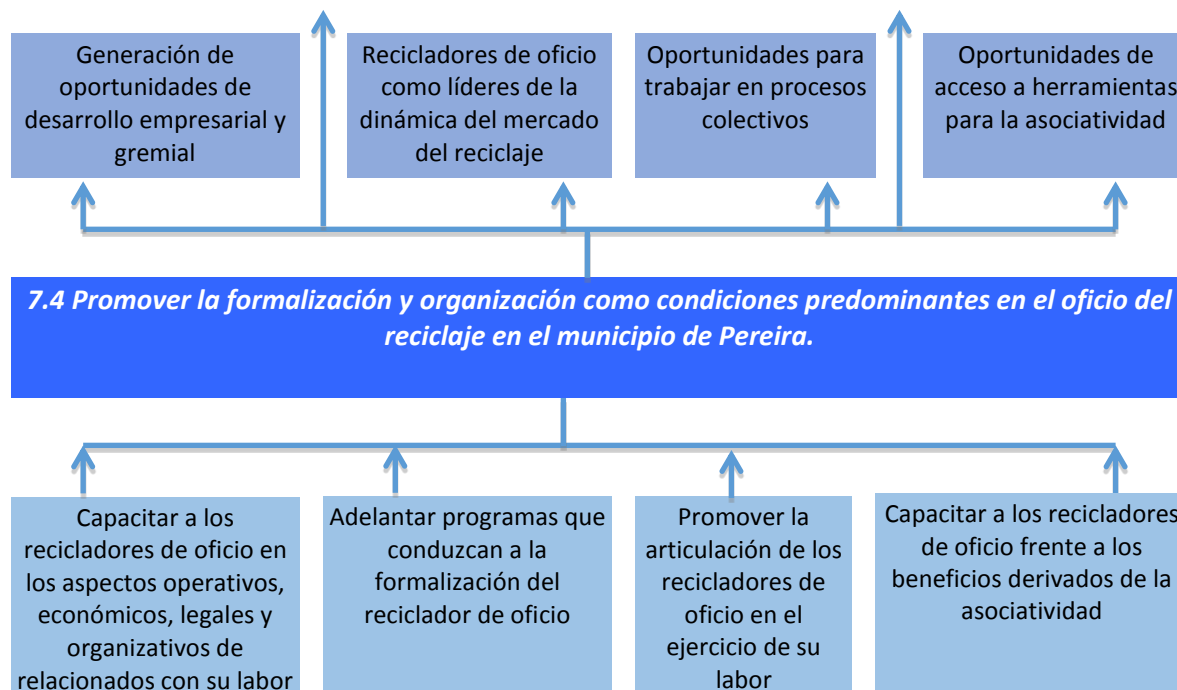 Generación de
oportunidades de
desarrollo empresarial y
gremial
Recicladores de oficio
como líderes de la
dinámica del mercado
del reciclaje
Oportunidades para
trabajar en procesos
colectivos
Oportunidades de
acceso a herramientas
para la asociatividad
7.4 Promover la formalización y organización como condiciones predominantes en el oficio del
reciclaje en el municipio de Pereira.
Capacitar a los
recicladores de oficio en
los aspectos operativos,
económicos, legales y
organizativos de
relacionados con su labor
Adelantar programas que
conduzcan a la
formalización del
reciclador de oficio
Promover la
articulación de los
recicladores de
oficio en el
ejercicio de su
labor
Capacitar a los recicladores
de oficio frente a los
beneficios derivados de la
asociatividad